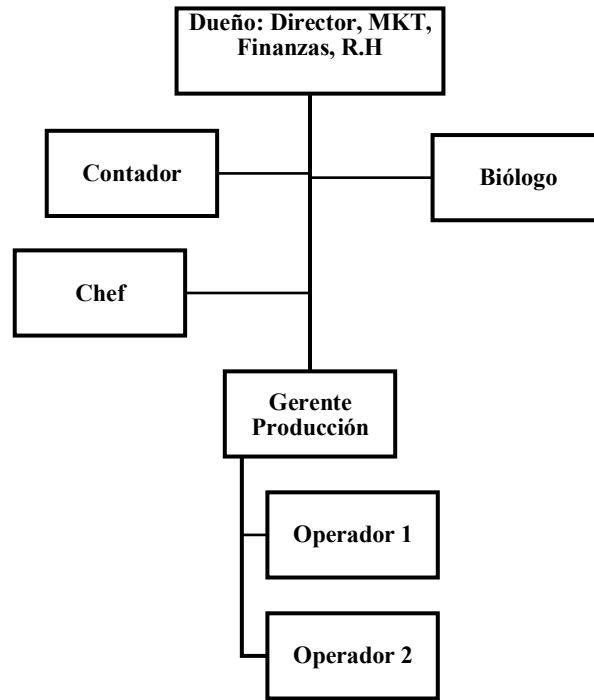 Dueño: Director, MKT,
Finanzas, R.H
Contador
Biólogo
Chef
Gerente
Producción
Operador 1
Operador 2